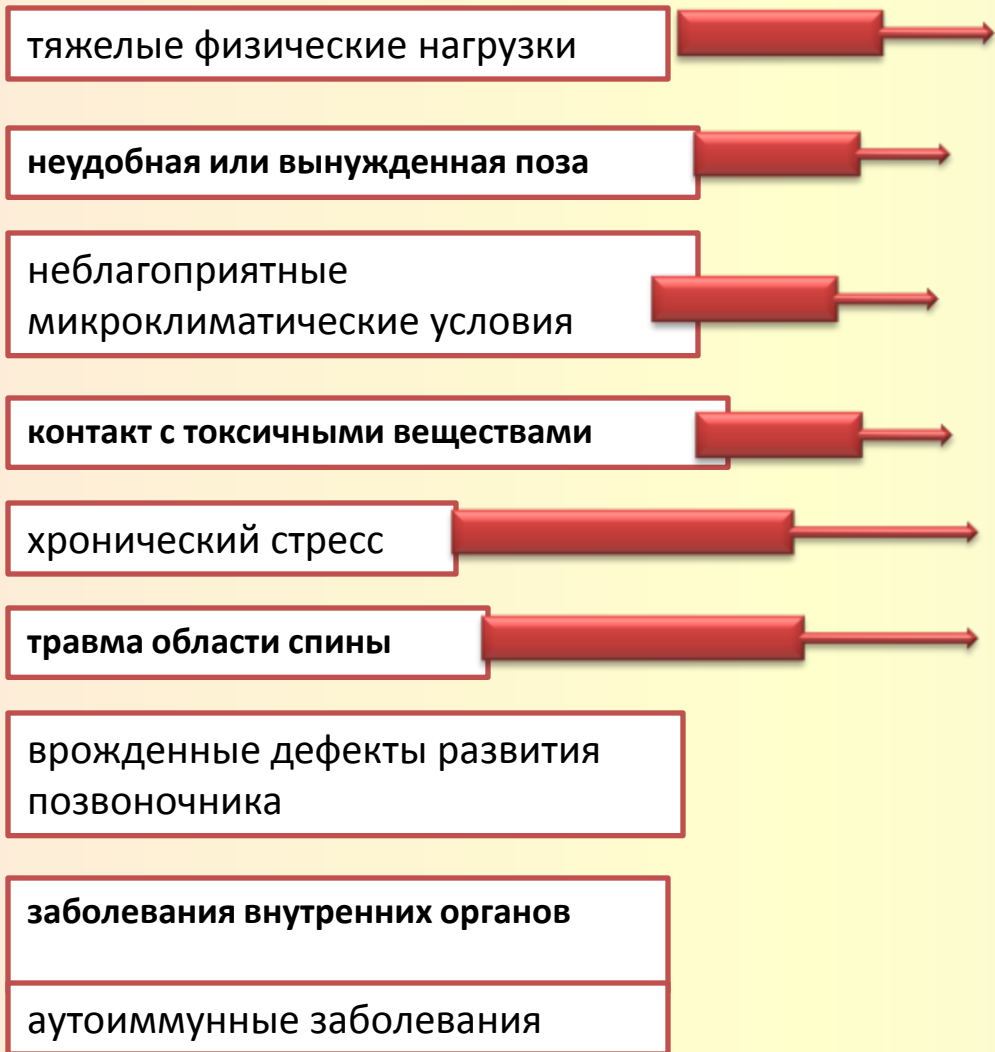 тяжелые физические нагрузки
неудобная или вынужденная поза
неблагоприятные
микроклиматические условия
контакт с токсичными веществами
хронический стресс
травма области спины
врожденные дефекты развития
позвоночника
заболевания внутренних органов
аутоиммунные заболевания